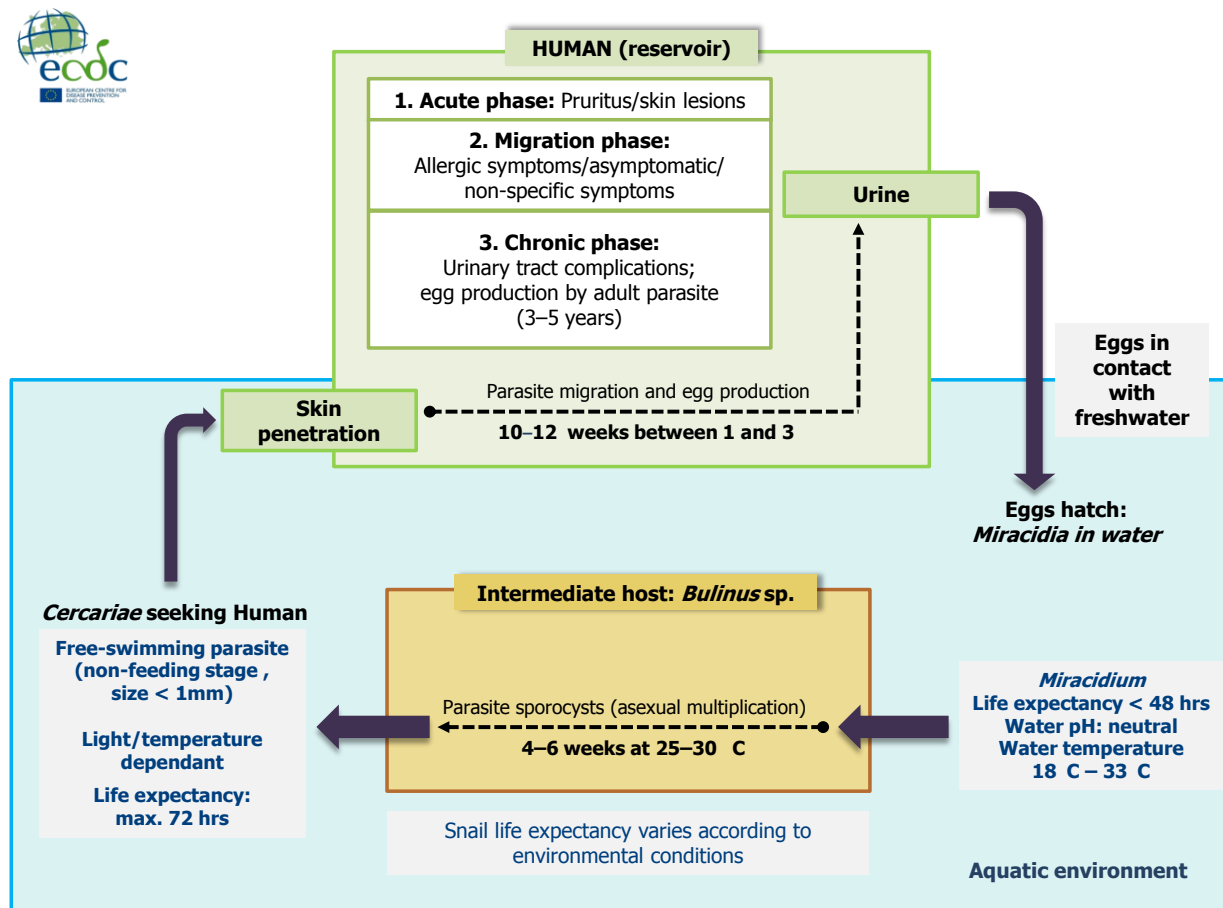 ecdc
EUROPEAN CENTRE FOR
DISEASE PREVENTION
AND CONTROL
HUMAN (reservoir)
1. Acute phase: Pruritus/skin lesions
2. Migration phase:
Allergic symptoms/asymptomatic/
non-specific symptoms
3. Chronic phase:
Urinary tract complications;
egg production by adult parasite
(3–5 years)
Urine
Eggs in
contact
with
freshwater
Skin
penetration
Parasite migration and egg production
10–12 weeks between 1 and 3
Eggs hatch:
Miracidia in water
Intermediate host: Bulinus sp.
Parasite sporocysts (asexual multiplication)
4–6 weeks at 25–30 C
Cercariae seeking Human
Free-swimming parasite
(non-feeding stage ,
size < 1mm)
Light/temperature
dependant
Life expectancy:
max. 72 hrs
Miracidium
Life expectancy < 48 hrs
Water pH: neutral
Water temperature
18 C – 33 C
Snail life expectancy varies according to
environmental conditions
Aquatic environment